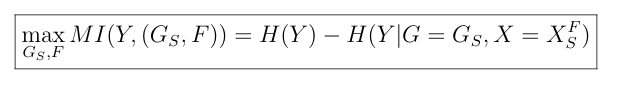 max_{G_S,F} MI(Y, (G_S, F)) = H(Y) − H(Y|G = G_S, X = X_S^F)